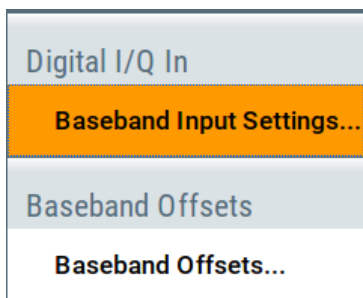 Digital I/Q In
Baseband Input Settings...
Baseband Offsets
Baseband Offsets...